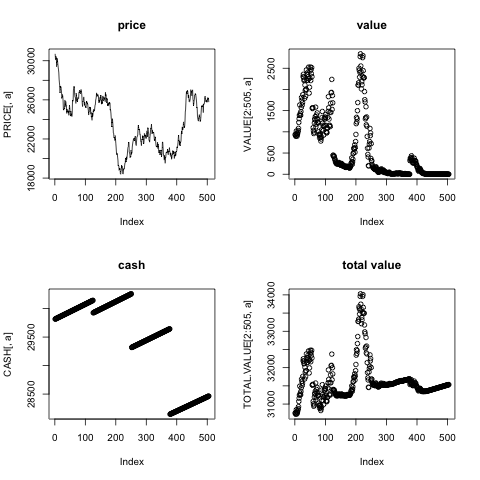 price
PRICE[, a]
30000
26000
22000
18000
0 100 200 300 400 500
Index
value
VALUE[2:505, a]
2500
1500
500
0
0 100 200 300 400 500
Index
cash
CASH[, a]
29500
28500
0 100 200 300 400 500
Index
total value
TOTAL.VALUE[2:505, a]
34000
33000
32000
31000
0 100 200 300 400 500
Index